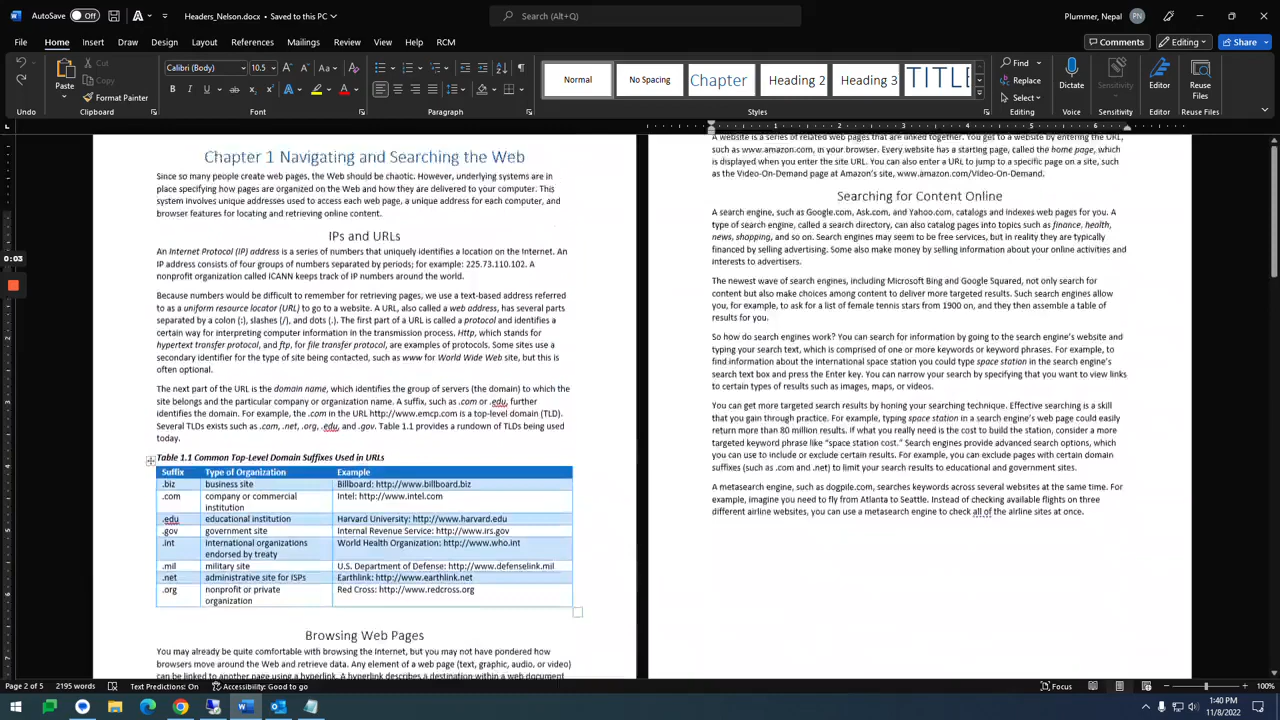 AutoSave Off Headers_Nelson.docx • Saved to this PC Search (Alt+Q) Plummer, Nepal PN
File Home Insert Draw Design Layout References Mailings Review View Help RCM Comments Editing Share
Paste Cut Copy Format Painter Calibri (Body) 10.5 Normal No Spacing Chapter Heading 2 Heading 3 TITLE Find Replace Select Dictate Sensitivity Editor Reuse Files
Undo Clipboard Font Paragraph Styles Editing Voice Sensitivity Editor Reuse Files
0:03
Chapter 1 Navigating and Searching the Web
Since so many people create web pages, the Web should be chaotic. However, underlying systems are in
place specifying how pages are organized on the Web and how they are delivered to your computer. This
system involves unique addresses used to access each web page, a unique address for each computer, and
browser features for locating and retrieving online content.
IPs and URLs
An Internet Protocol (IP) address is a series of numbers that uniquely identifies a location on the Internet. An
IP address consists of four groups of numbers separated by periods; for example: 225.73.110.102. A
nonprofit organization called ICANN keeps track of IP numbers around the world.
Because numbers would be difficult to remember for retrieving pages, we use a text-based address referred
to as a uniform resource locator (URL) to go to a website. A URL, also called a web address, has several parts
separated by a colon (:), slashes (/), and dots (.). The first part of a URL is called a protocol and identifies a
certain way for interpreting computer information in the transmission process. Http, which stands for
hypertext transfer protocol, and ftp, for file transfer protocol, are examples of protocols. Some sites use a
secondary identifier for the type of site being contacted, such as www for World Wide Web site, but this is
often optional.
The next part of the URL is the domain name, which identifies the group of servers (the domain) to which the
site belongs and the particular company or organization name. A suffix, such as .com or .edu, further
identifies the domain. For example, the .com in the URL http://www.emcp.com is a top-level domain (TLD).
Several TLDs exists such as .com, .net, .org, .edu, and .gov. Table 1.1 provides a rundown of TLDs being used
today.
Table 1.1 Common Top-Level Domain Suffixes Used in URLs
Suffix Type of Organization Example
.biz business site Billboard: http://www.billboard.biz
.com company or commercial Intel: http://www.intel.com
institution
.edu educational institution Harvard University: http://www.harvard.edu
.gov government site Internal Revenue Service: http://www.irs.gov
.int international organizations World Health Organization: http://www.who.int
endorsed by treaty
.mil military site U.S. Department of Defense: http://www.defenselink.mil
.net administrative site for ISPs Earthlink: http://www.earthlink.net
.org nonprofit or private Red Cross: http://www.redcross.org
organization
Browsing Web Pages
You may already be quite comfortable with browsing the Internet, but you may not have pondered how
browsers move around the Web and retrieve data. Any element of a web page (text, graphic, audio, or video)
can be linked to another page using a hyperlink. A hyperlink describes a destination within a web document
A website is a series of related web pages that are linked together. You get to a website by entering the URL,
such as www.amazon.com, in your browser. Every website has a starting page, called the home page, which
is displayed when you enter the site URL. You can also enter a URL to jump to a specific page on a site, such
as the Video-On-Demand page at Amazon's site, www.amazon.com/Video-On-Demand.
Searching for Content Online
A search engine, such as Google.com, Ask.com, and Yahoo.com, catalogs and indexes web pages for you. A
type of search engine, called a search directory, can also catalog pages into topics such as finance, health,
news, shopping, and so on. Search engines may seem to be free services, but in reality they are typically
financed by selling advertising. Some also make money by selling information about your online activities and
interests to advertisers.
The newest wave of search engines, including Microsoft Bing and Google Squared, not only search for
content but also make choices among content to deliver more targeted results. Such search engines allow
you, for example, to ask for a list of female tennis stars from 1900 on, and they then assemble a table of
results for you.
So how do search engines work? You can search for information by going to the search engine's website and
typing your search text, which is comprised of one or more keywords or keyword phrases. For example, to
find information about the international space station you could type space station in the search engine's
search text box and press the Enter key. You can narrow your search by specifying that you want to view links
to certain types of results such as images, maps, or videos.
You can get more targeted search results by honing your searching technique. Effective searching is a skill
that you gain through practice. For example, typing space station in a search engine's web page could easily
return more than 80 million results. If what you really need is the cost to build the station, consider a more
targeted keyword phrase like "space station cost." Search engines provide advanced search options, which
you can use to include or exclude certain results. For example, you can exclude pages with certain domain
suffixes (such as .com and .net) to limit your search results to educational and government sites.
A metasearch engine, such as dogpile.com, searches keywords across several websites at the same time. For
example, imagine you need to fly from Atlanta to Seattle. Instead of checking available flights on three
different airline websites, you can use a metasearch engine to check all of the airline sites at once.
Page 2 of 5 2195 words Text Predictions: On Accessibility: Good to go Focus 100%
1:40 PM
11/8/2022